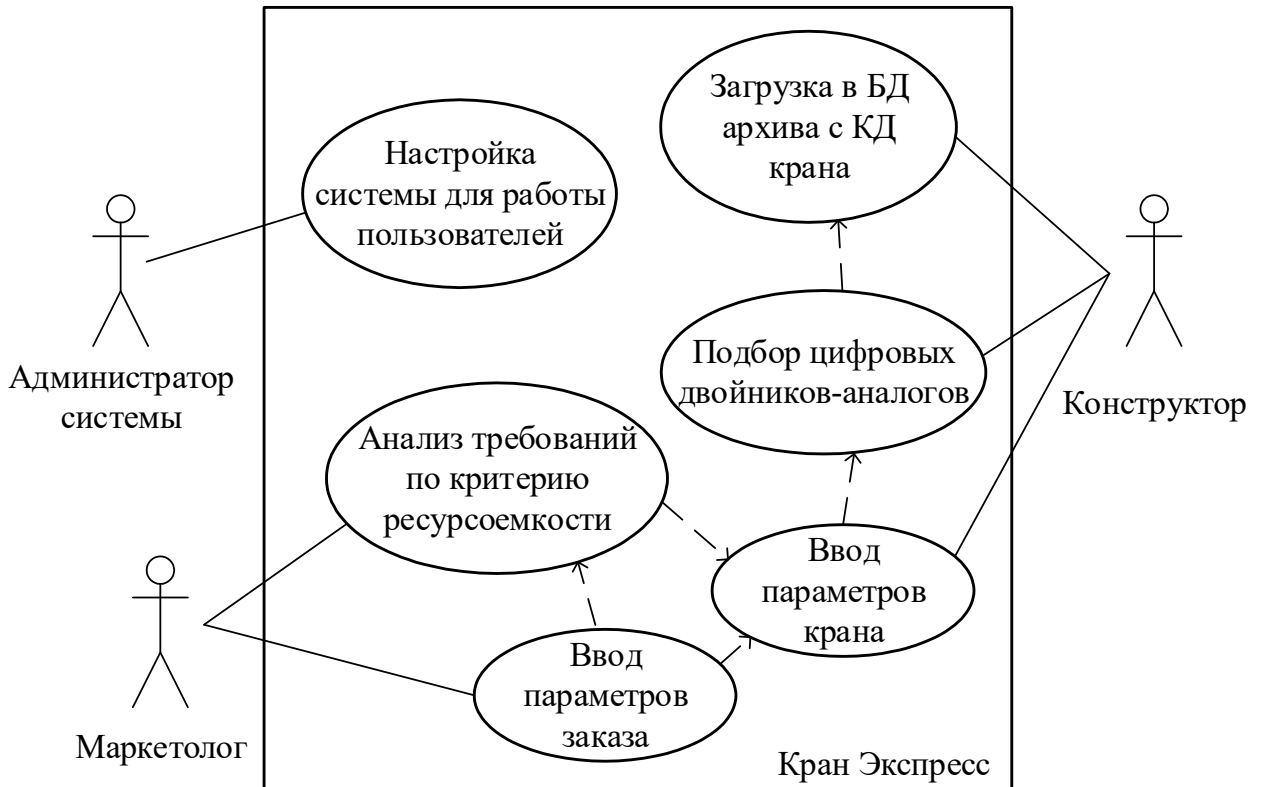 Загрузка в БД
архива с КД
крана
Настройка
системы для работы
пользователей
Администратор
системы
Подбор цифровых
двойников-аналогов
Конструктор
Анализ требований
по критерию
ресурсоемкости
Ввод
параметров
крана
Ввод
параметров
заказа
Маркетолог
Кран Экспресс